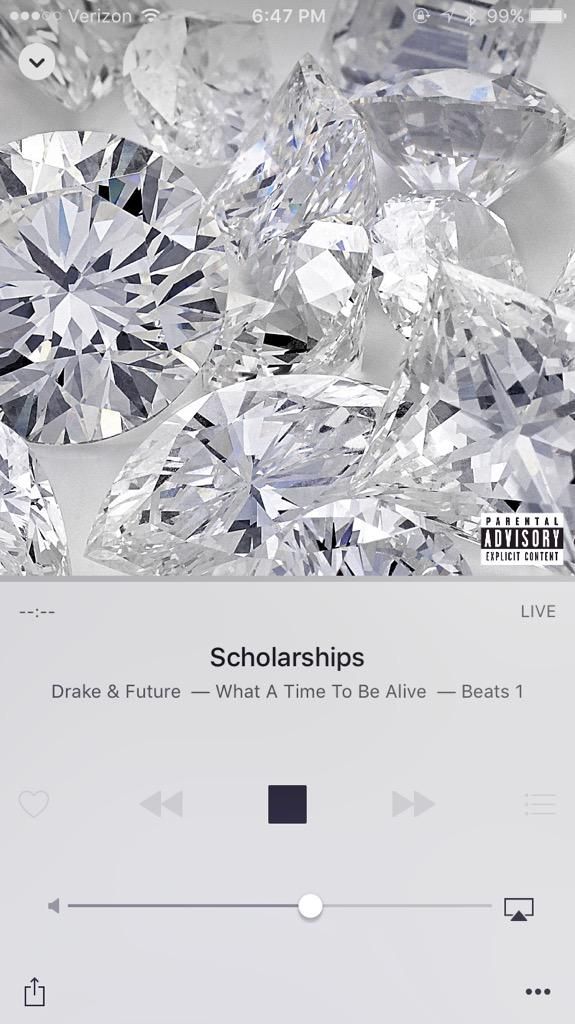 Verizon 6:47 PM 99%
PARENTAL
ADVISORY
EXPLICIT CONTENT
--:-- LIVE
Scholarships
Drake & Future — What A Time To Be Alive — Beats 1